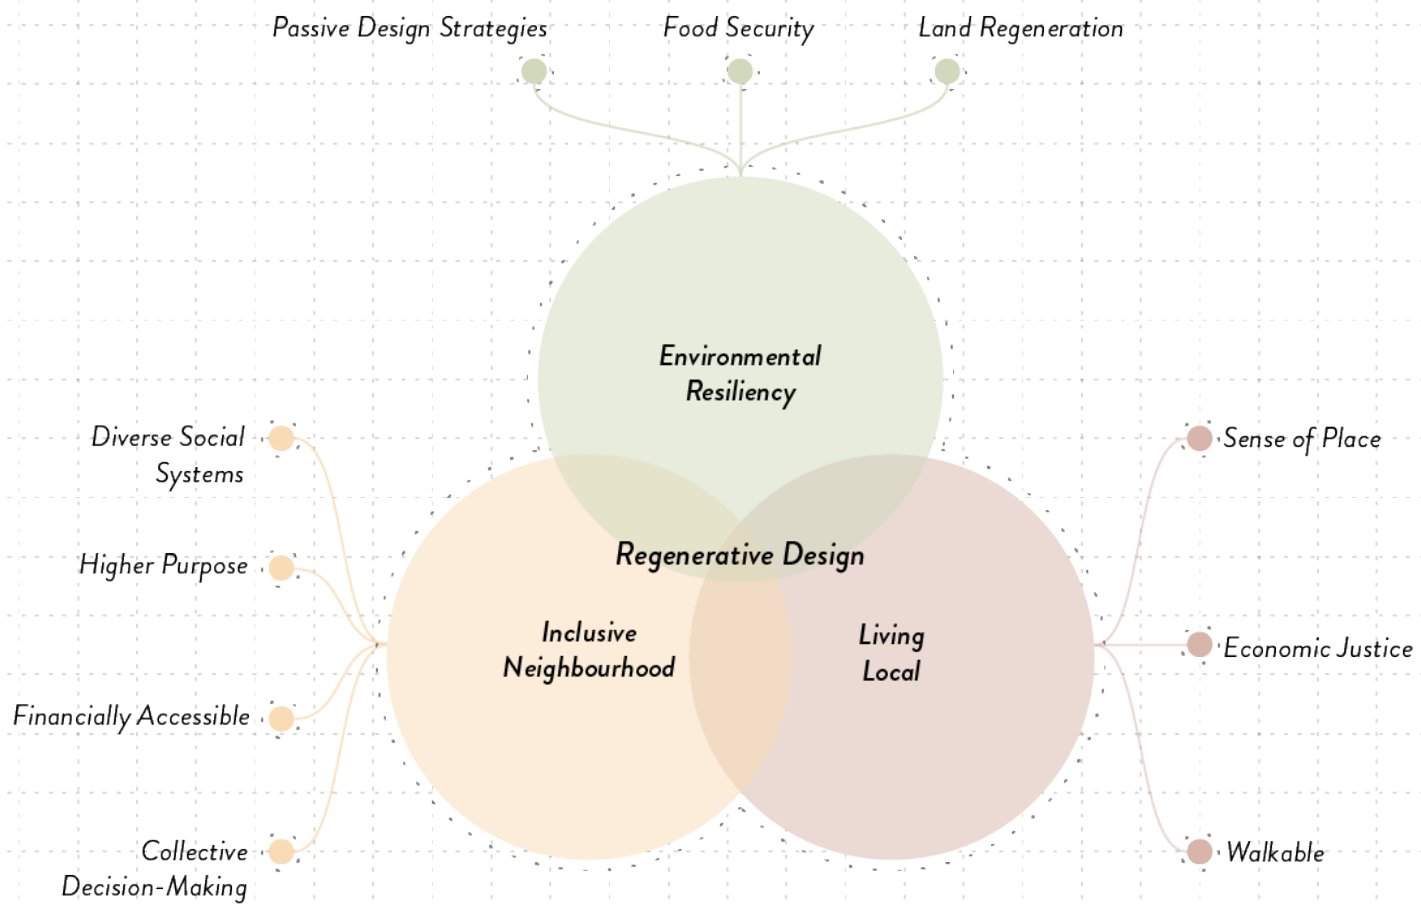 Passive Design Strategies
Food Security
Land Regeneration
Environmental
Resiliency
Diverse Social
Systems
Higher Purpose
Financially Accessible
Collective
Decision-Making
Regenerative Design
Inclusive
Neighbourhood
Living
Local
Sense of Place
Economic Justice
Walkable